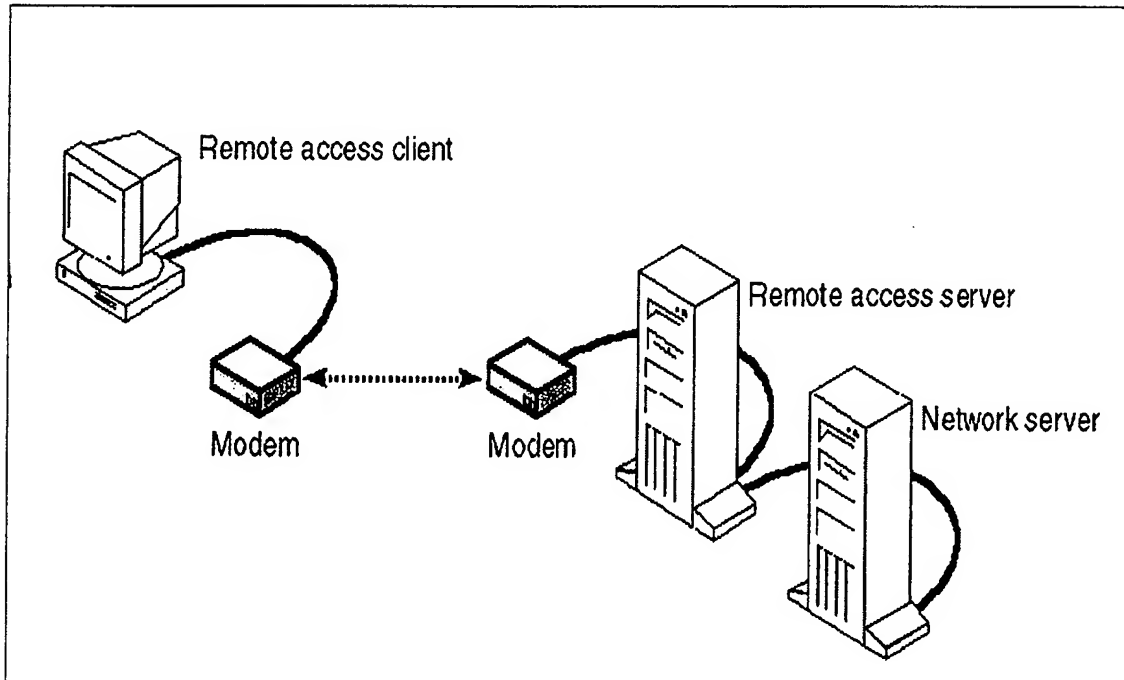 Remote access client
Remote access server
Network server
Modem
Modem